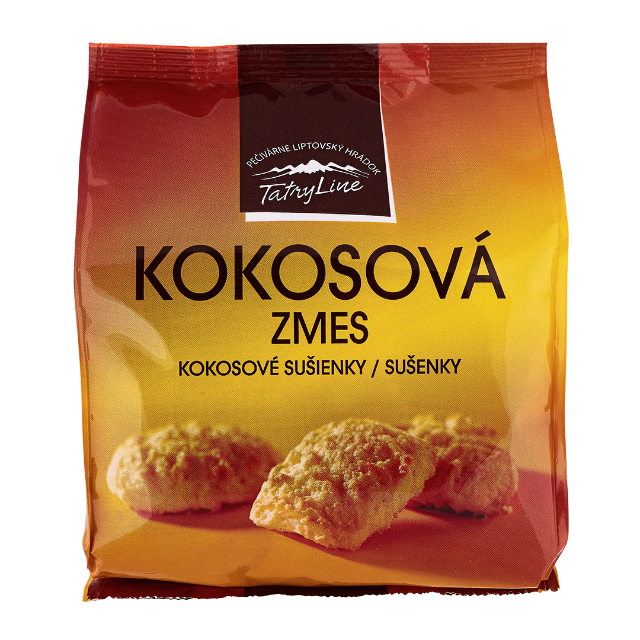 PEČIVÁRNE LIPTOVSKÝ HRÁDOK
TatryLine
KOKOSOVÁ
ZMES
KOKOSOVÉ SUŠIENKY / SUŠENKY